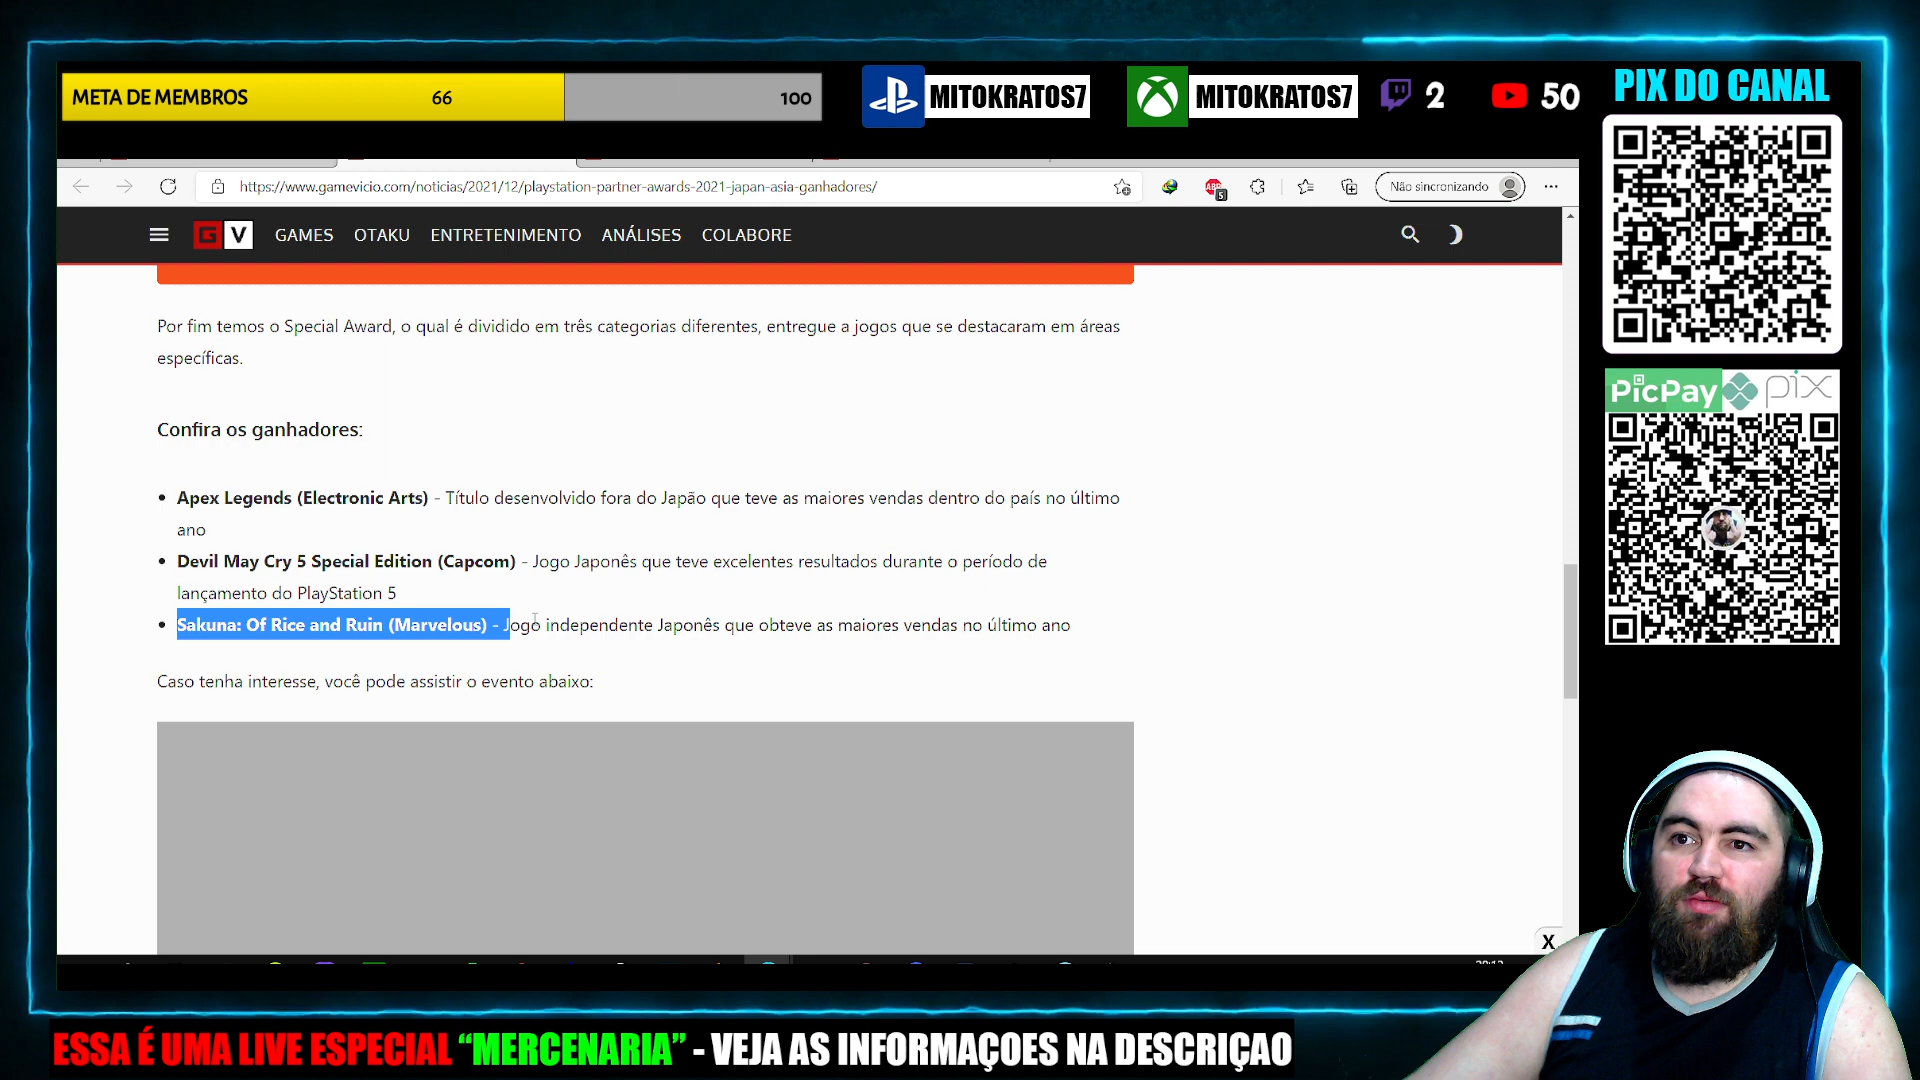 META DE MEMBROS 66 100
MITOKRATOS7
MITOKRATOS7
2
50
PIX DO CANAL
https://www.gamevicio.com/noticias/2021/12/playstation-partner-awards-2021-japan-asia-ganhadores/
ABP
5
Não sincronizando
G V
GAMES OTAKU ENTRETENIMENTO ANÁLISES COLABORE
Por fim temos o Special Award, o qual é dividido em três categorias diferentes, entregue a jogos que se destacaram em áreas
específicas.
Confira os ganhadores:
• Apex Legends (Electronic Arts) - Título desenvolvido fora do Japão que teve as maiores vendas dentro do país no último
ano
• Devil May Cry 5 Special Edition (Capcom) - Jogo Japonês que teve excelentes resultados durante o período de
lançamento do PlayStation 5
• Sakuna: Of Rice and Ruin (Marvelous) - Jogo independente Japonês que obteve as maiores vendas no último ano
Caso tenha interesse, você pode assistir o evento abaixo:
X
PicPay pix
ESSA É UMA LIVE ESPECIAL “MERCENARIA” - VEJA AS INFORMAÇOES NA DESCRIÇAO